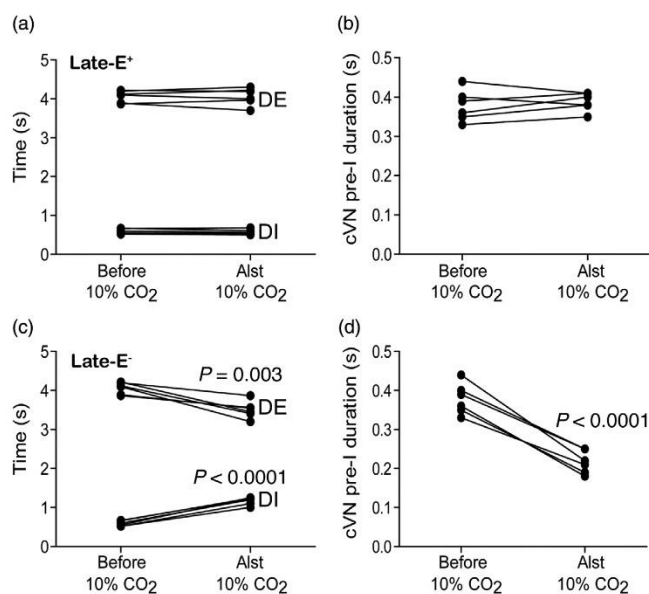 (a)
Late-E⁺
Time (s)
5
4
3
2
1
0
DE
DI
Before
10% CO₂
Alst
10% CO₂
(b)
cVN pre-I duration (s)
0.5
0.4
0.3
0.2
0.1
0.0
Before
10% CO₂
Alst
10% CO₂
(c)
Late-E⁻
Time (s)
5
4
3
2
1
0
P = 0.003
DE
P < 0.0001
DI
Before
10% CO₂
Alst
10% CO₂
(d)
cVN pre-I duration (s)
0.5
0.4
0.3
0.2
0.1
0.0
P < 0.0001
Before
10% CO₂
Alst
10% CO₂